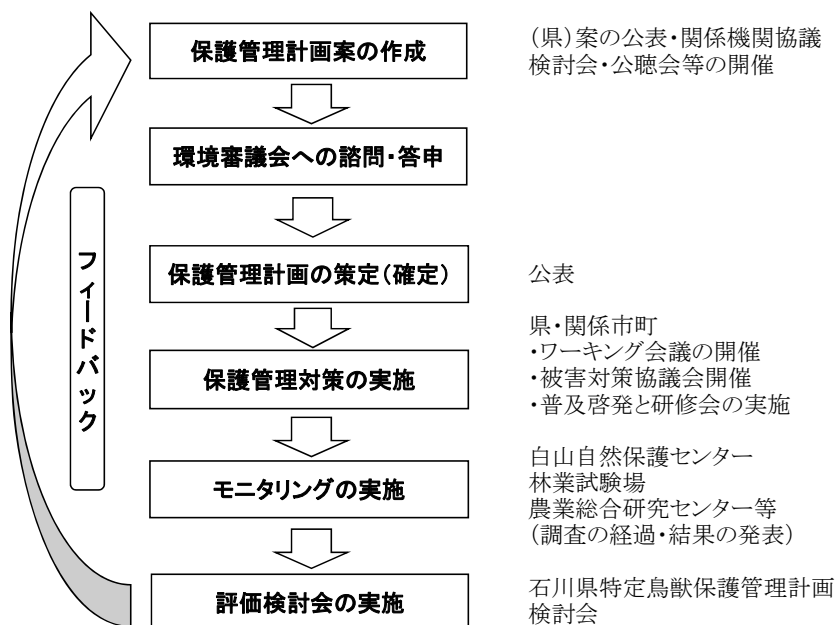 保護管理計画案の作成
(県)案の公表・関係機関協議
検討会・公聴会等の開催
環境審議会への諮問・答申
保護管理計画の策定(確定)
公表
保護管理対策の実施
県・関係市町
・ワーキング会議の開催
・被害対策協議会開催
・普及啓発と研修会の実施
モニタリングの実施
白山自然保護センター
林業試験場
農業総合研究センター等
(調査の経過・結果の発表)
評価検討会の実施
石川県特定鳥獣保護管理計画
検討会
フィードバック